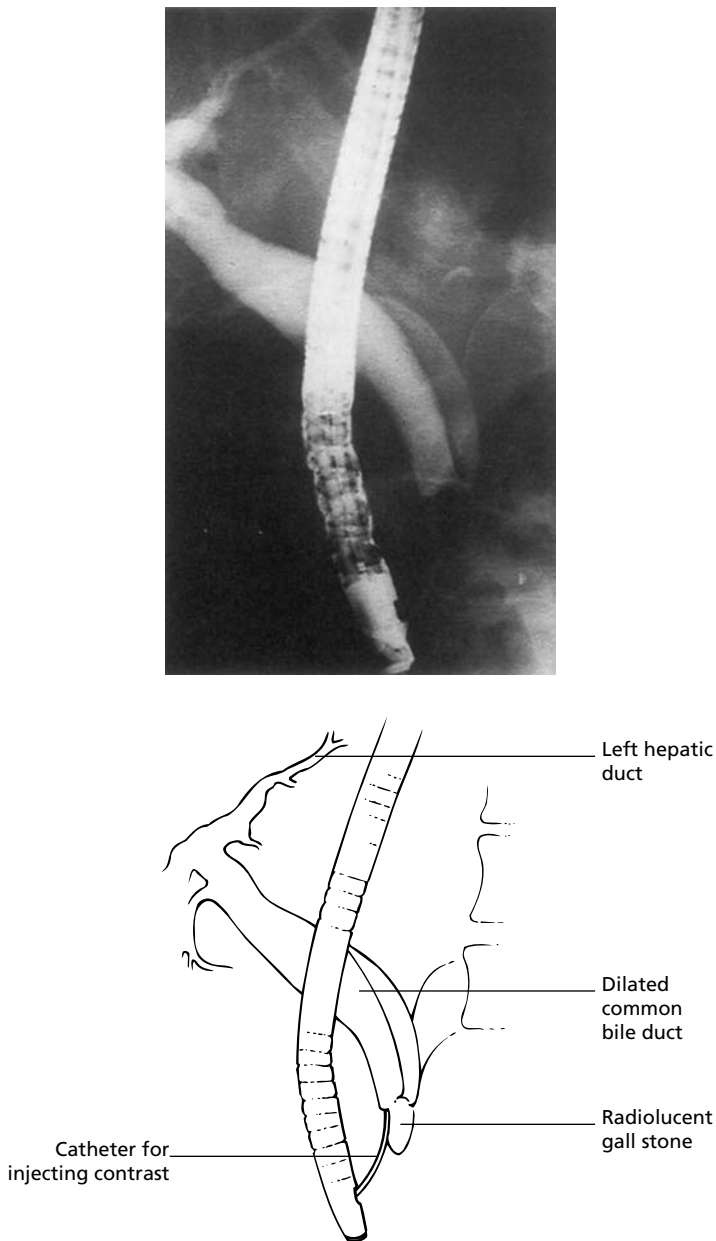 Left hepatic
duct
Dilated
common
bile duct
Radiolucent
gall stone
Catheter for
injecting contrast